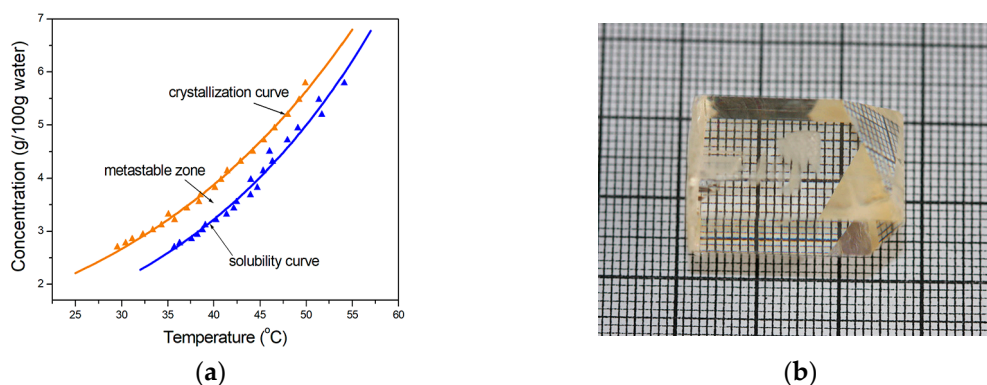 7
6
5
4
3
2
Concentration (g/100g water)
crystallization curve
metastable zone
solubility curve
25 30 35 40 45 50 55 60
Temperature (°C)
(a) (b)